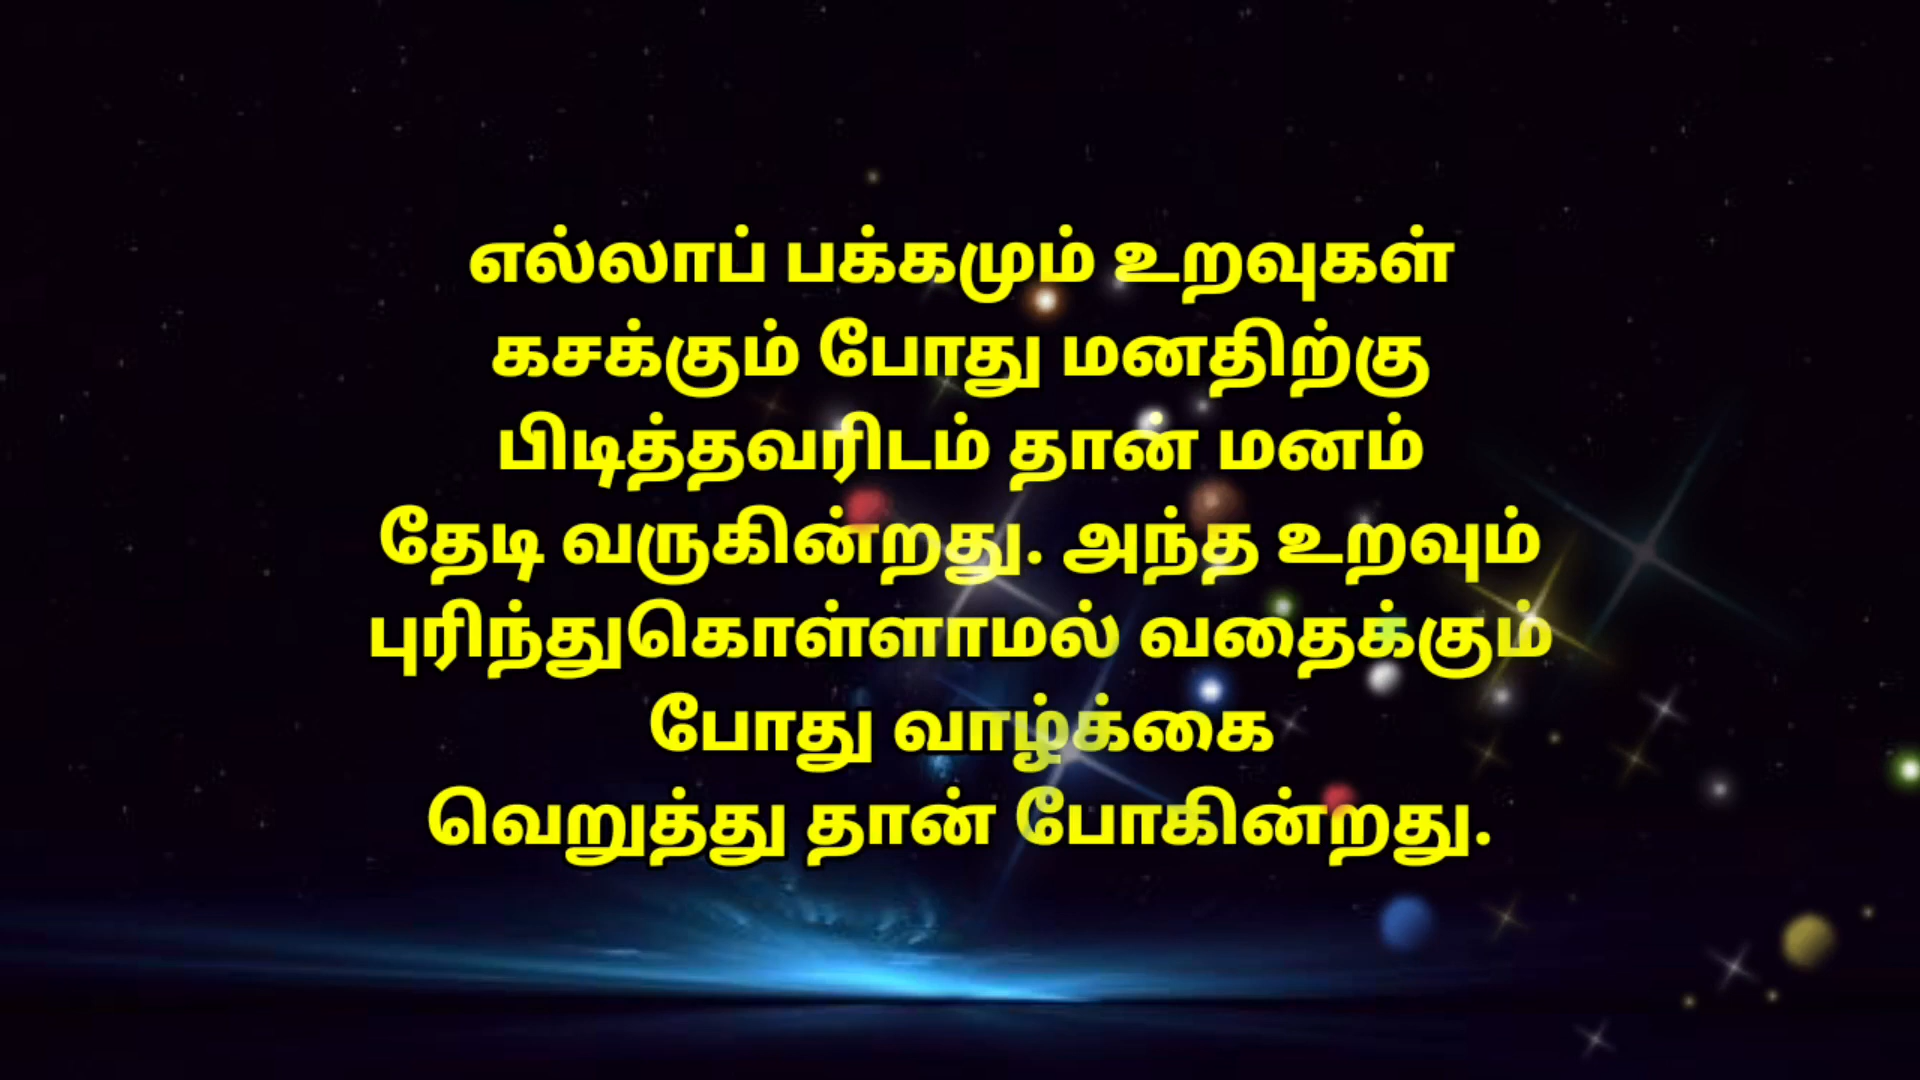 எல்லாப் பக்கமும் உறவுகள்
கசக்கும் போது மனதிற்கு
பிடித்தவரிடம் தான் மனம்
தேடி வருகின்றது. அந்த உறவும்
புரிந்துகொள்ளாமல் வதைக்கும்
போது வாழ்க்கை
வெறுத்து தான் போகின்றது.